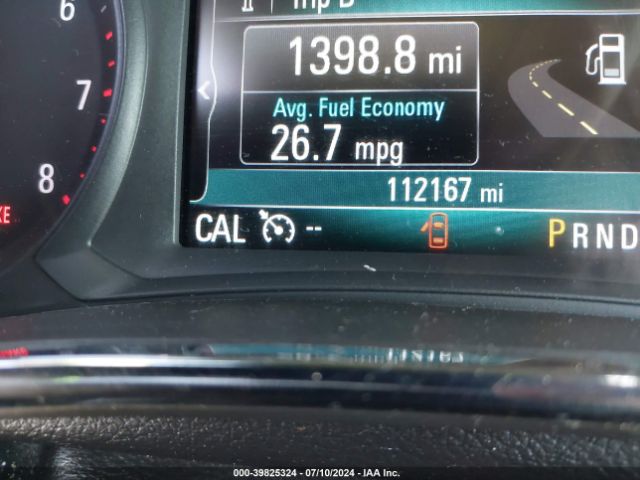 6
Trip B
1398.8 mi
7
Avg. Fuel Economy
26.7 mpg
8
112167 mi
CAL -- PRND
000-39825324 - 07/10/2024 - IAA Inc.